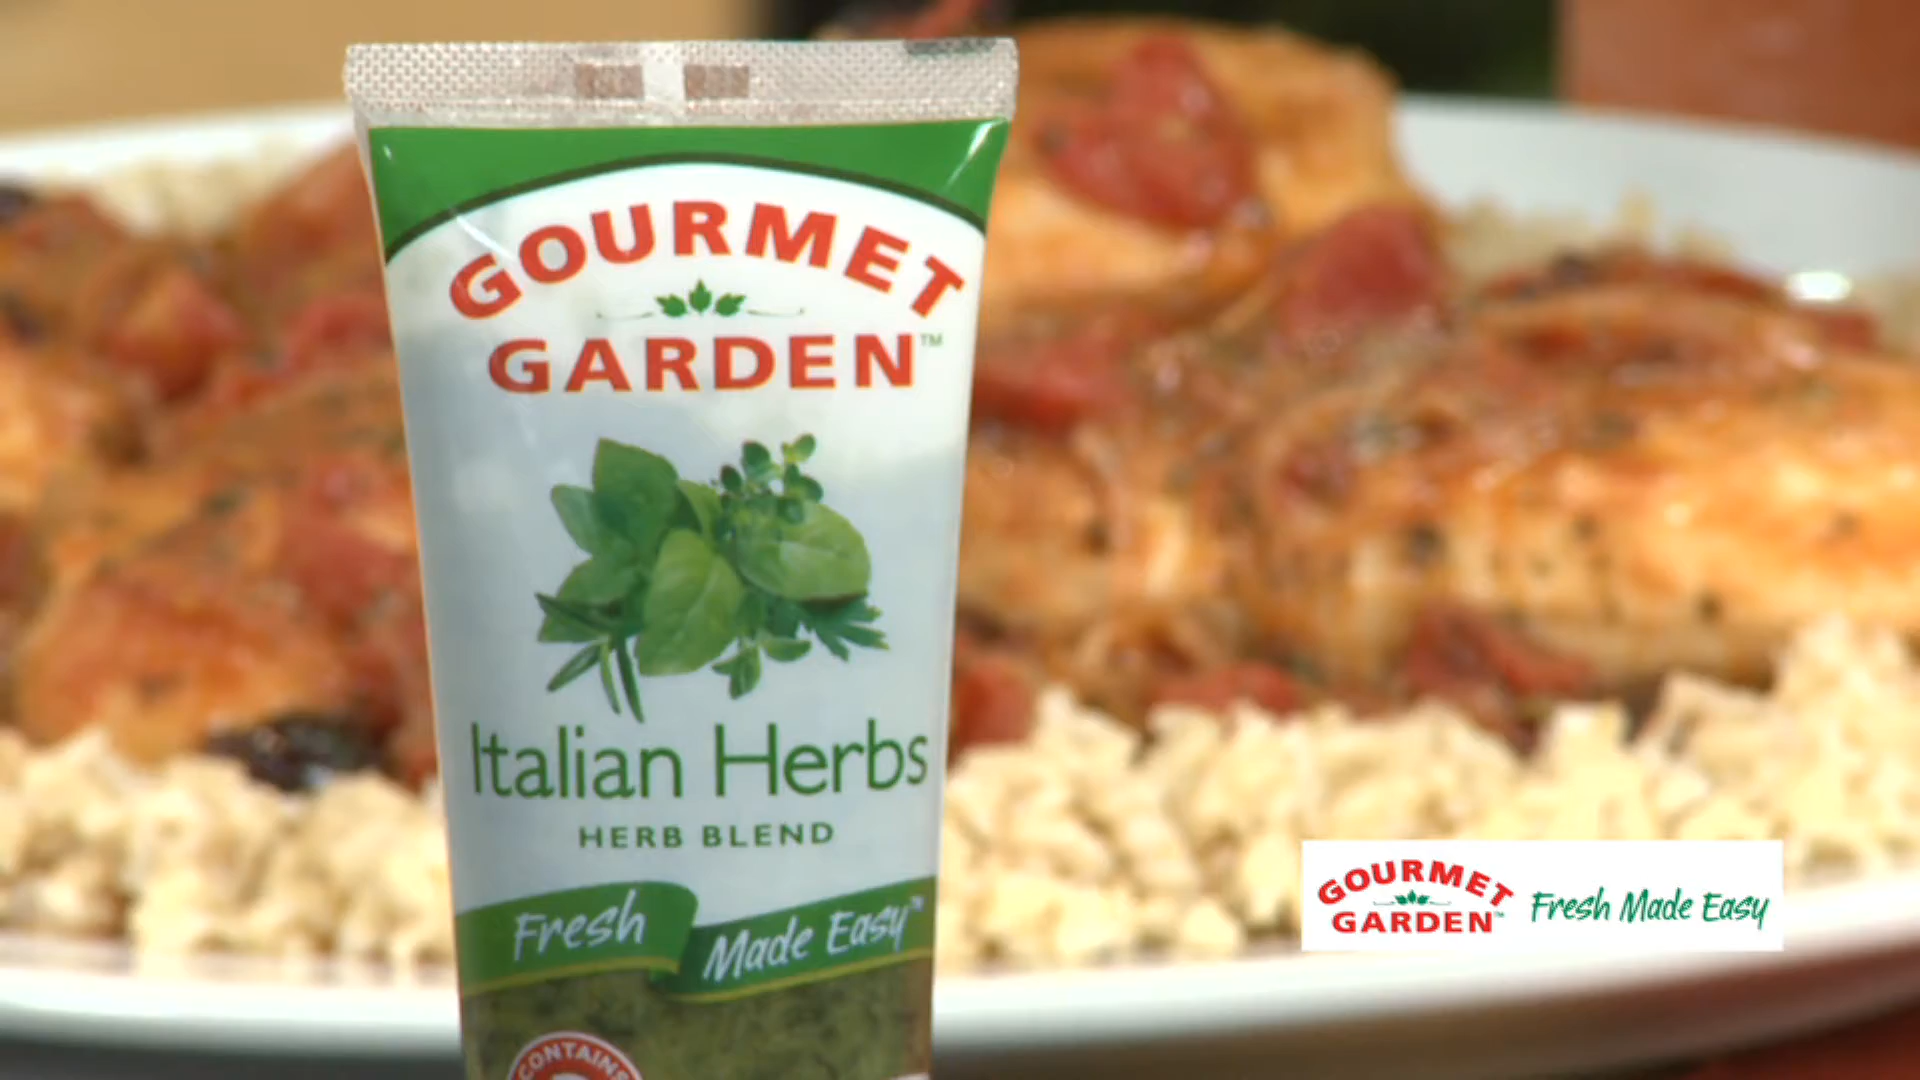 GOURMET
GARDEN™
Italian Herbs
HERB BLEND
Fresh Made Easy™
CONTAINS
GOURMET
GARDEN™
Fresh Made Easy